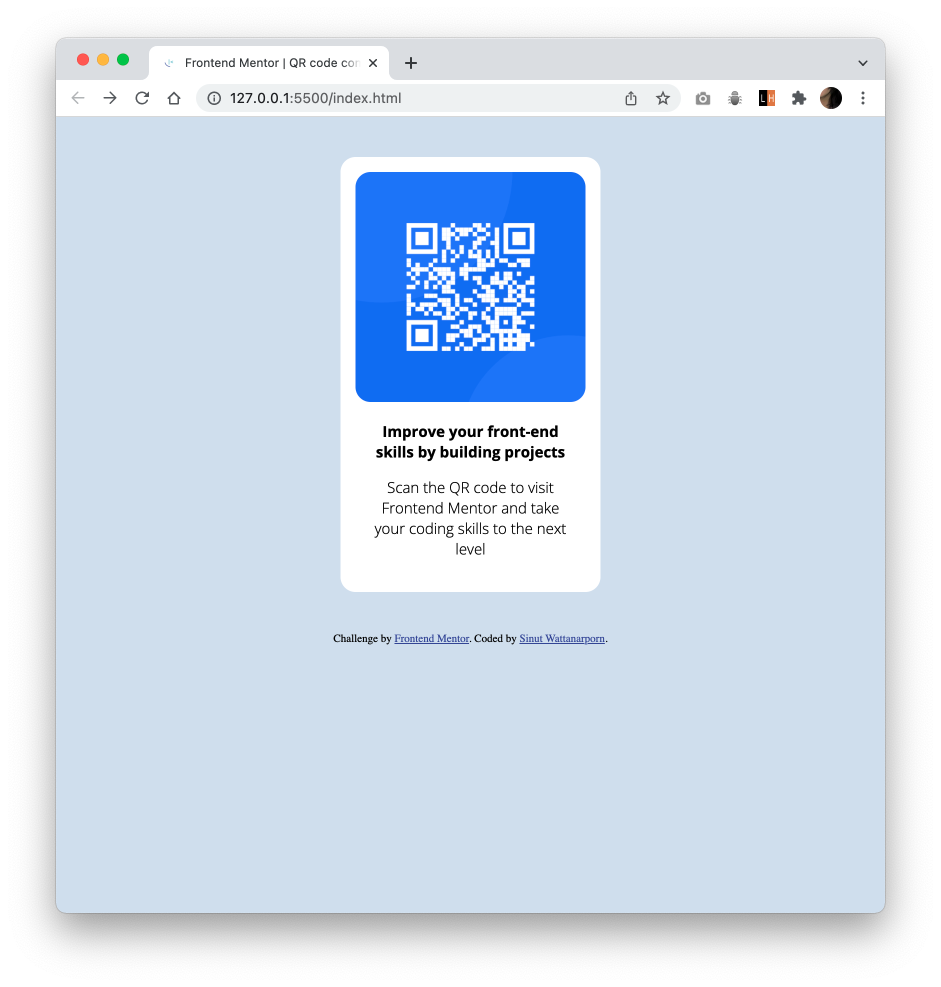 Frontend Mentor | QR code cor
127.0.0.1:5500/index.html
L H
Improve your front-end
skills by building projects
Scan the QR code to visit
Frontend Mentor and take
your coding skills to the next
level
Challenge by Frontend Mentor. Coded by Sinut Wattanarporn.